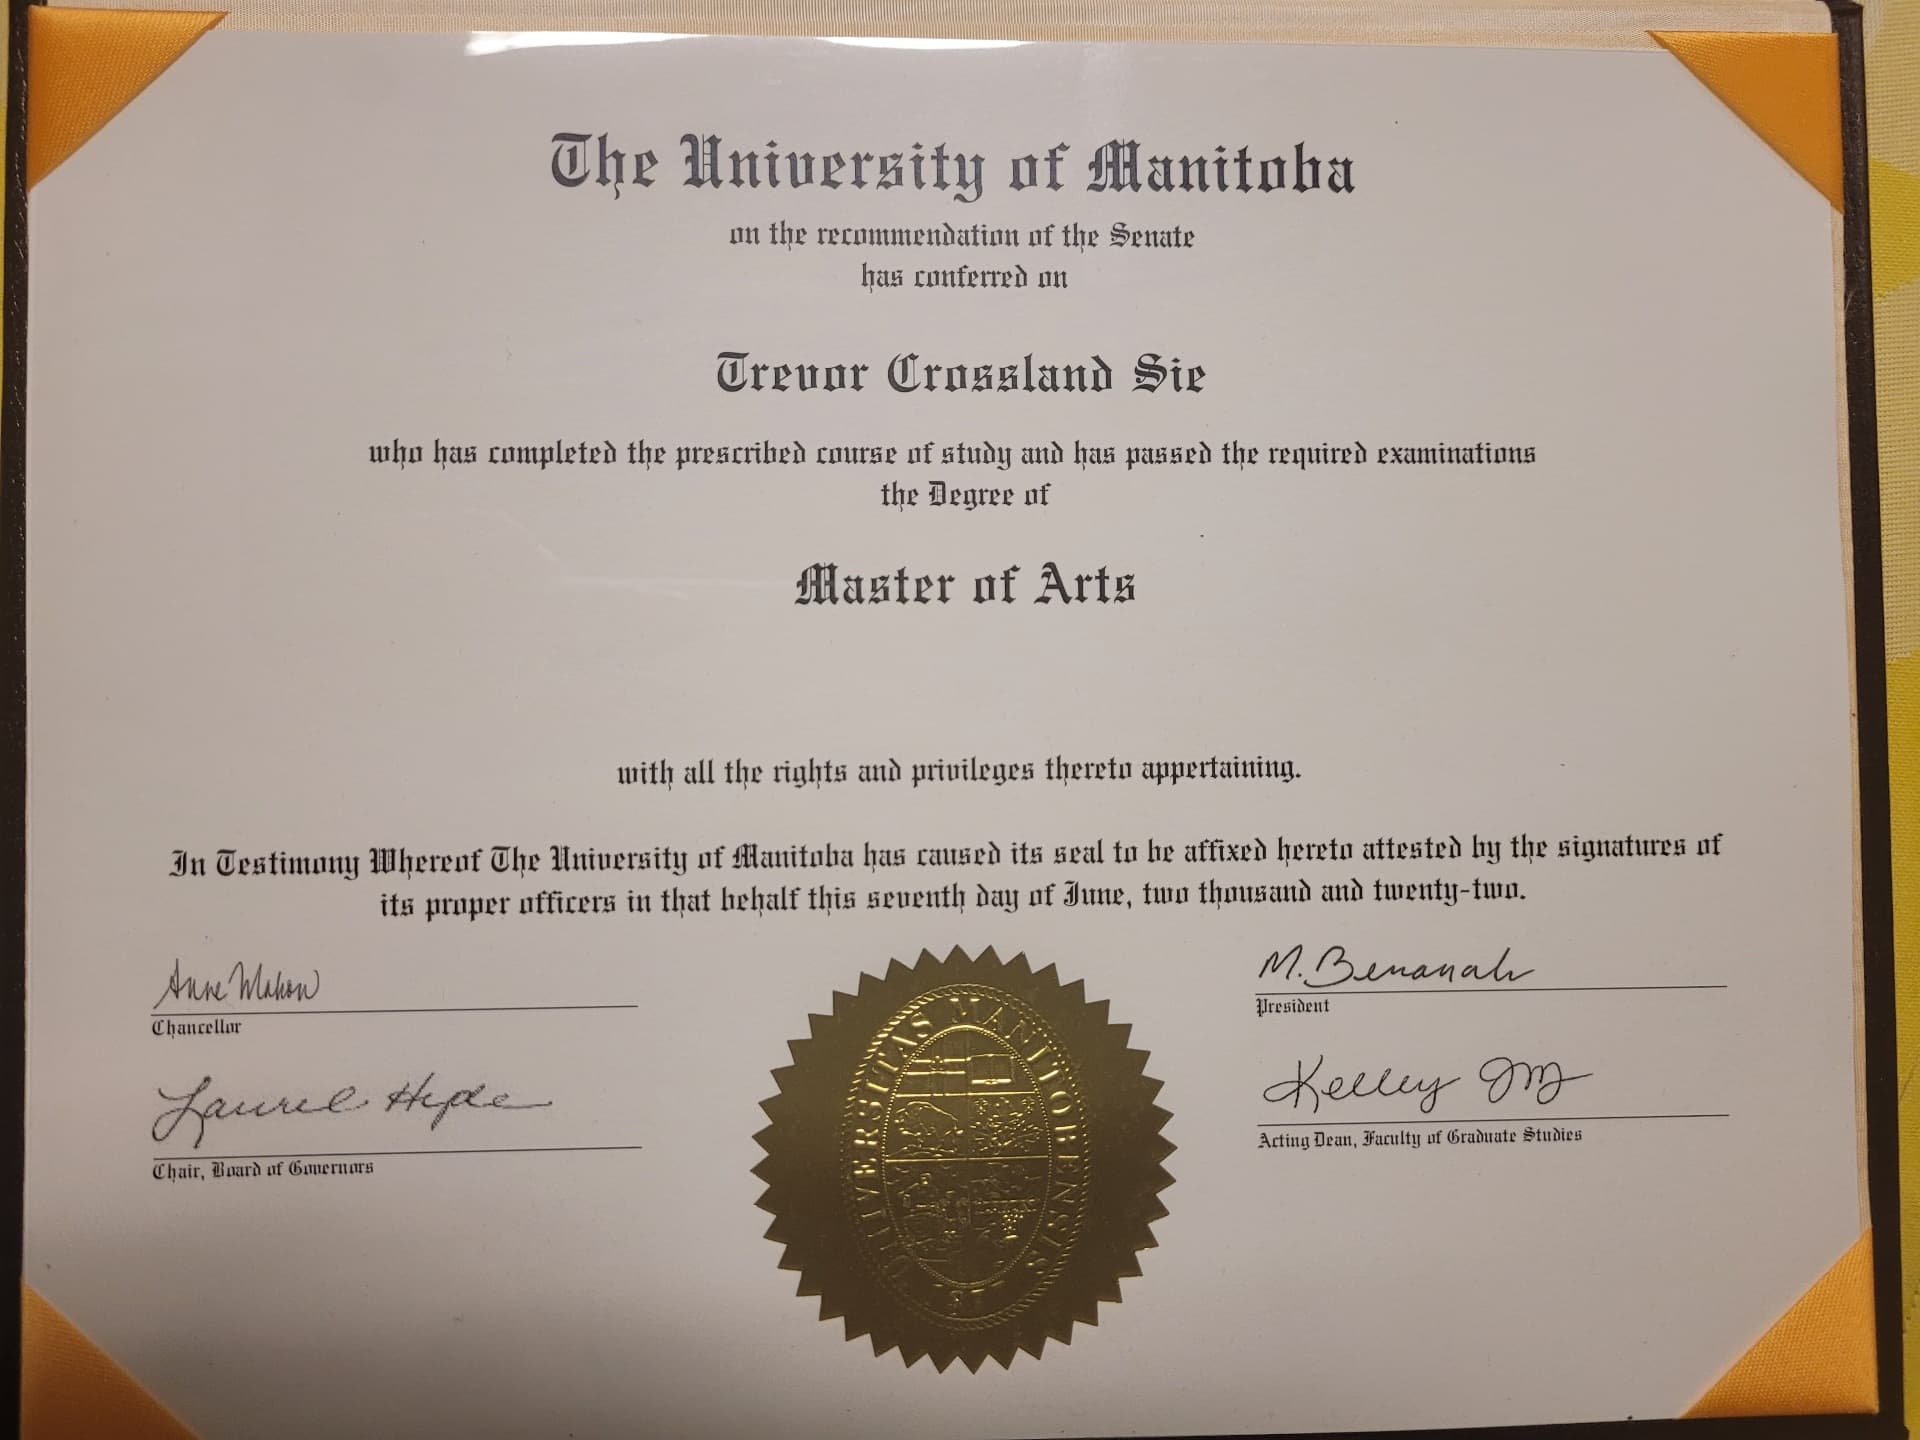 The University of Manitoba
on the recommendation of the Senate
has conferred on
Trevor Crossland Sie
who has completed the prescribed course of study and has passed the required examinations
the Degree of
Master of Arts
with all the rights and privileges thereto appertaining.
In Testimony Whereof The University of Manitoba has caused its seal to be affixed hereto attested by the signatures of
its proper officers in that behalf this seventh day of June, two thousand and twenty-two.
Anne Mahon
Chancellor
Laurel Hyde
Chair, Board of Governors
UNIVERSITAS MANITOBENSIS
M. Benarroch
President
Kelley
Acting Dean, Faculty of Graduate Studies